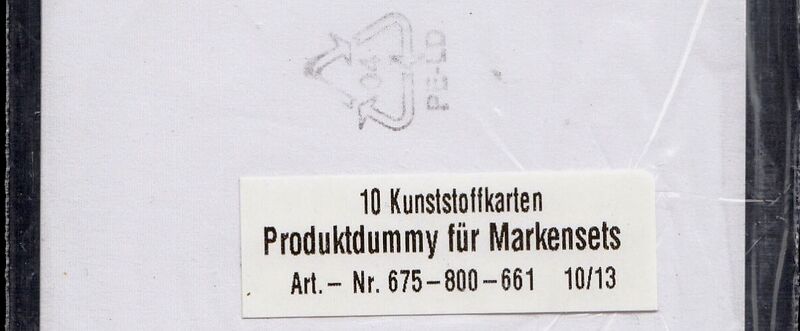 04
PE-LD
10 Kunststoffkarten
Produktdummy für Markensets
Art.- Nr. 675-800-661 10/13